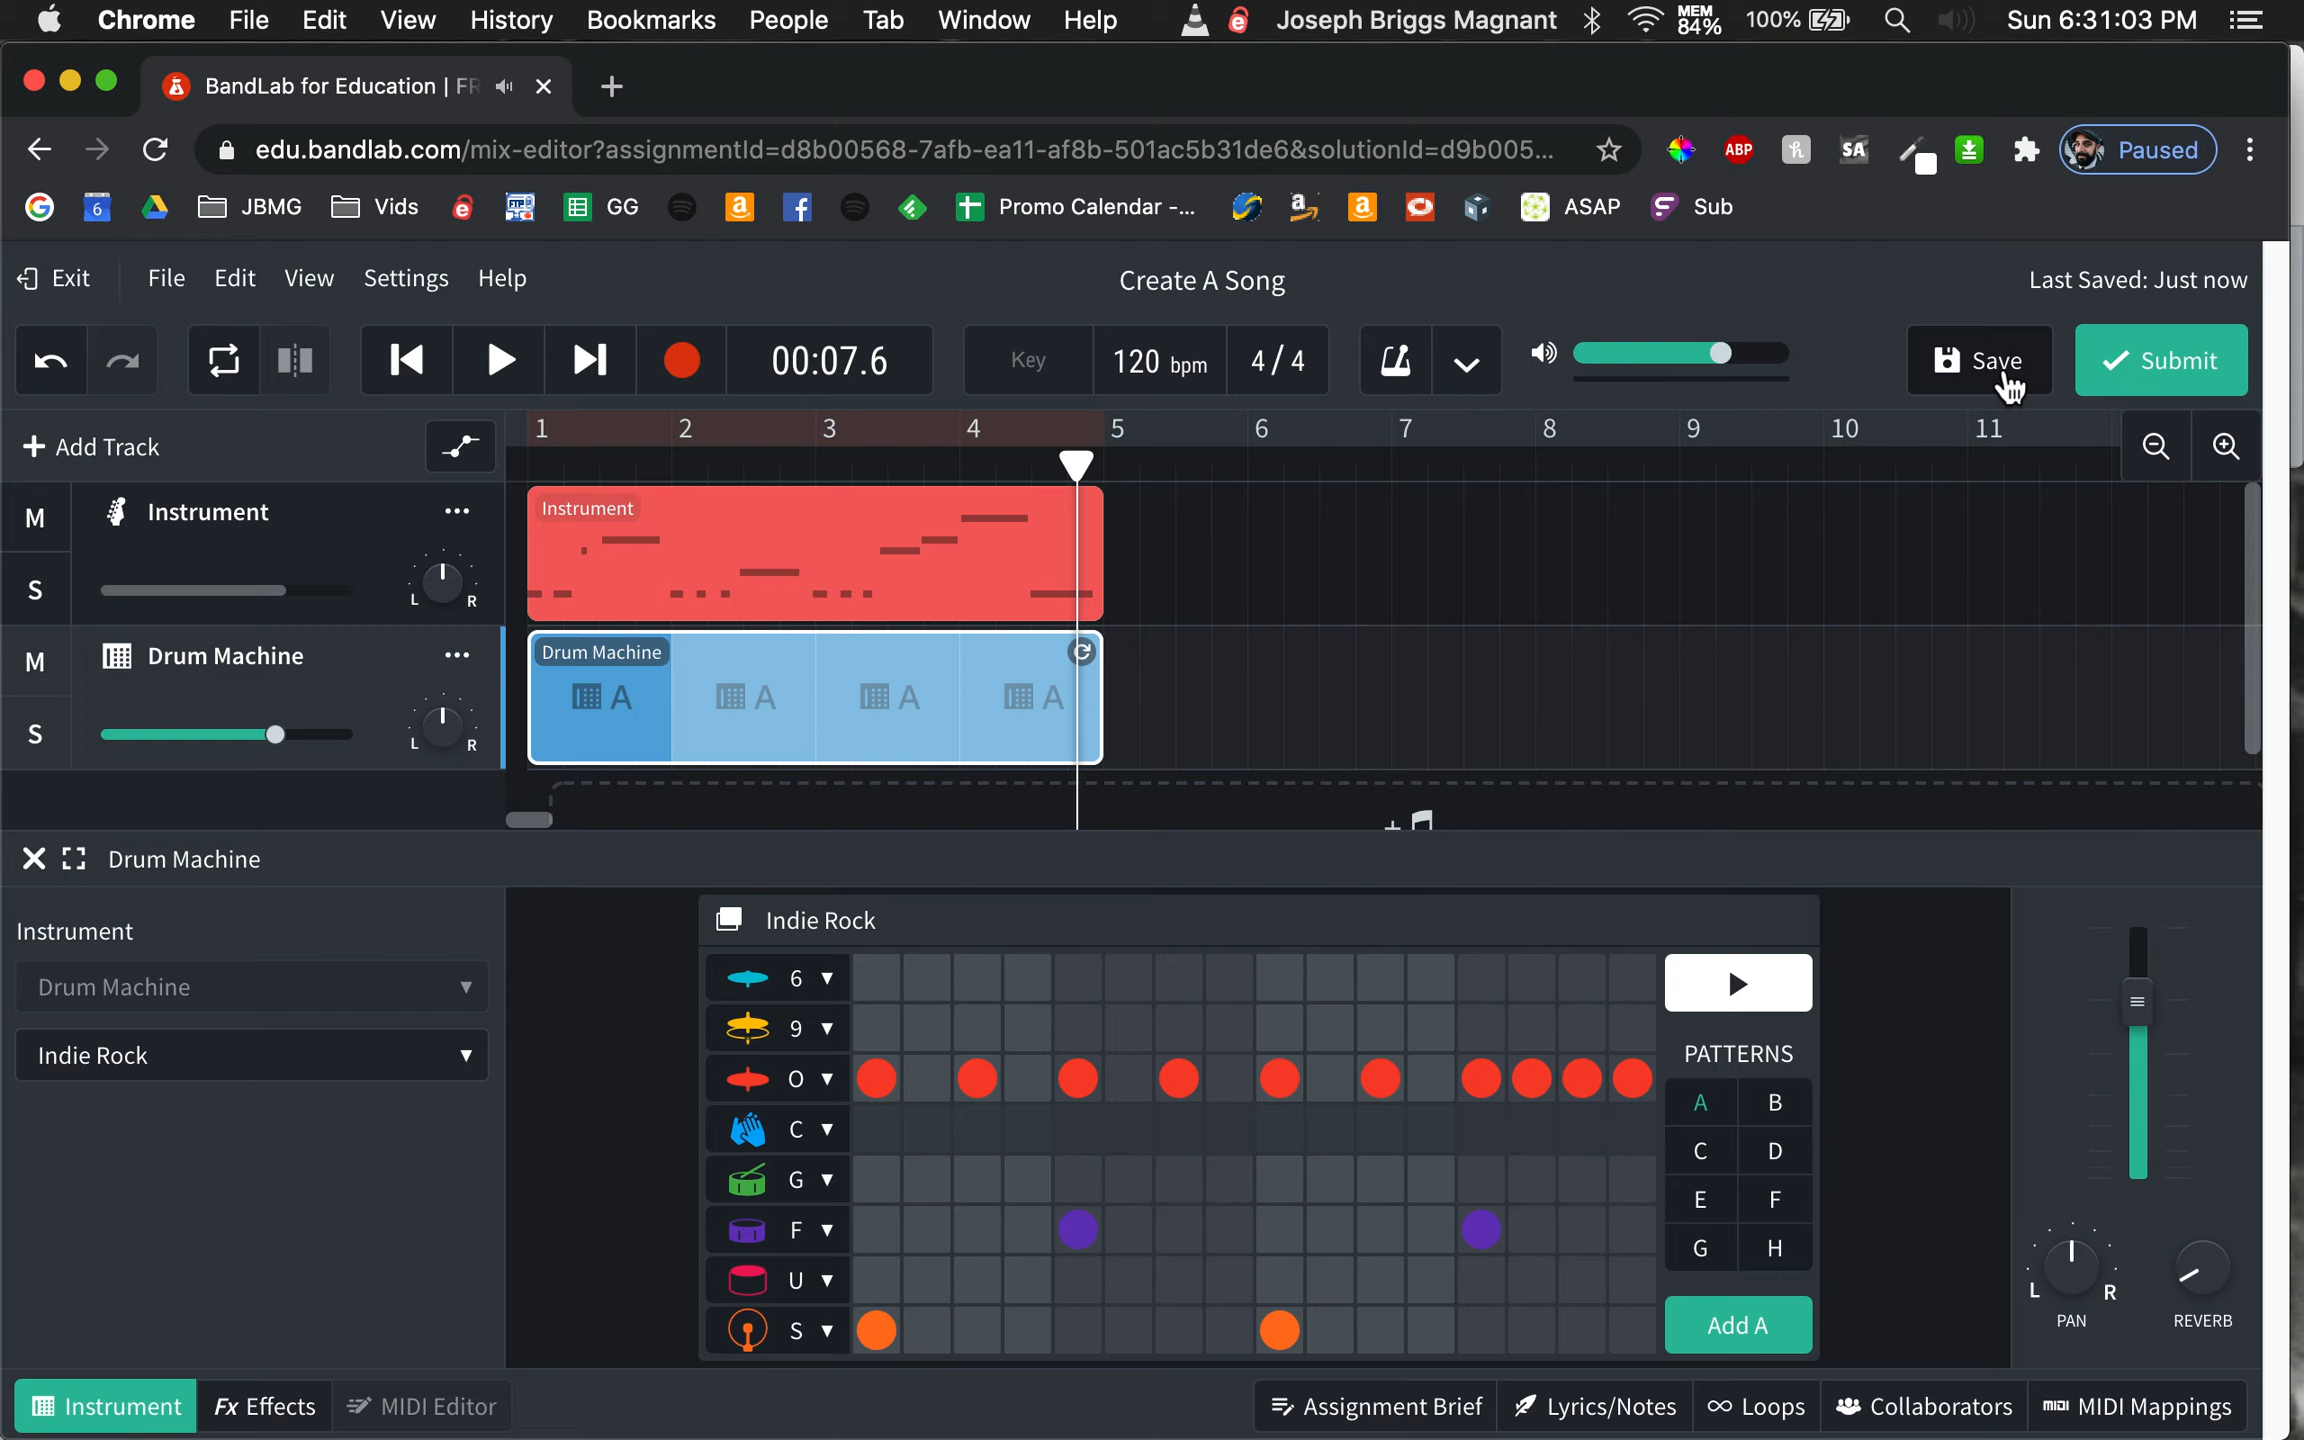 Chrome File Edit View History Bookmarks People Tab Window Help Joseph Briggs Magnant MEM 84% 100% Sun 6:31:03 PM
BandLab for Education | FR
edu.bandlab.com/mix-editor?assignmentId=d8b00568-7afb-ea11-af8b-501ac5b31de6&solutionId=d9b005... ABP SA Paused
6 JBMG Vids FTP GG Promo Calendar -... ASAP Sub
Exit File Edit View Settings Help Create A Song Last Saved: Just now
00:07.6 Key 120 bpm 4/4 Save Submit
+ Add Track 1 2 3 4 5 6 7 8 9 10 11
M Instrument ... Instrument
S L R
M Drum Machine ... Drum Machine
A A A A
S L R
Drum Machine
Instrument
Drum Machine
Indie Rock
Indie Rock
6
9
O
C
G
F
U
S
PATTERNS
A B
C D
E F
G H
Add A
L R
PAN REVERB
Instrument Fx Effects MIDI Editor Assignment Brief Lyrics/Notes Loops Collaborators MIDI MIDI Mappings